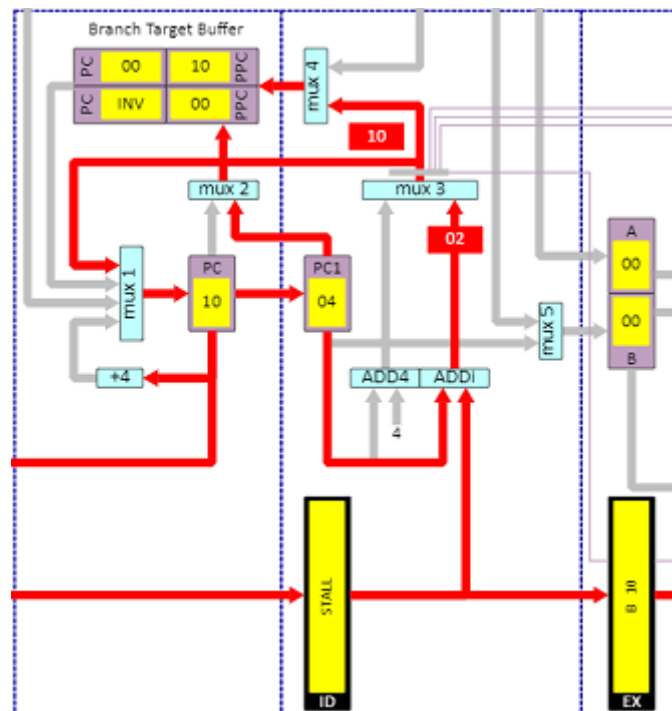 Branch Target Buffer
PC 00 10 PPC
PC INV 00 PPC
mux 4
10
mux 2
mux 3
02
A
00
00
B
mux 1
PC
10
PC1
04
mux 5
+4
ADD4 ADDI
4
STALL
ID
B 10
EX